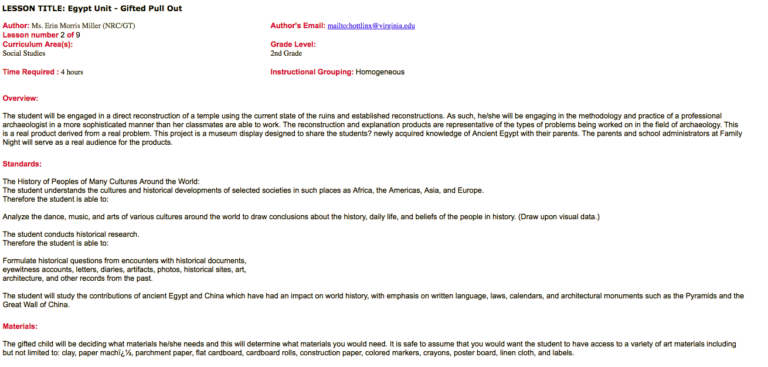 LESSON TITLE: Egypt Unit - Gifted Pull Out
Author: Ms. Erin Morris Miller (NRC/GT)
Author's Email: mailto:hottlinx@virginia.edu
Lesson number 2 of 9
Curriculum Area(s):
Grade Level:
Social Studies
2nd Grade
Time Required : 4 hours
Instructional Grouping: Homogeneous
Overview:
The student will be engaged in a direct reconstruction of a temple using the current state of the ruins and established reconstructions. As such, he/she will be engaging in the methodology and practice of a professional
archaeologist in a more sophisticated manner than her classmates are able to work. The reconstruction and explanation products are representative of the types of problems being worked on in the field of archaeology. This
is a real product derived from a real problem. This project is a museum display designed to share the students? newly acquired knowledge of Ancient Egypt with their parents. The parents and school administrators at Family
Night will serve as a real audience for the products.
Standards:
The History of Peoples of Many Cultures Around the World:
The student understands the cultures and historical developments of selected societies in such places as Africa, the Americas, Asia, and Europe.
Therefore the student is able to:
Analyze the dance, music, and arts of various cultures around the world to draw conclusions about the history, daily life, and beliefs of the people in history. (Draw upon visual data.)
The student conducts historical research.
Therefore the student is able to:
Formulate historical questions from encounters with historical documents,
eyewitness accounts, letters, diaries, artifacts, photos, historical sites, art,
architecture, and other records from the past.
The student will study the contributions of ancient Egypt and China which have had an impact on world history, with emphasis on written language, laws, calendars, and architectural monuments such as the Pyramids and the
Great Wall of China.
Materials:
The gifted child will be deciding what materials he/she needs and this will determine what materials you would need. It is safe to assume that you would want the student to have access to a variety of art materials including
but not limited to: clay, paper machï¿½, parchment paper, flat cardboard, cardboard rolls, construction paper, colored markers, crayons, poster board, linen cloth, and labels.